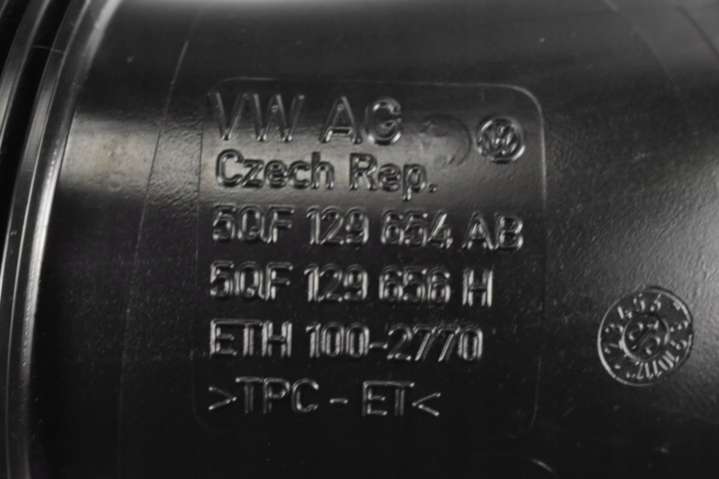 VW AG
Czech Rep.
5QF 129 654 AB
5QF 129 656 H
ETH 100-2770
>TPC-ET<